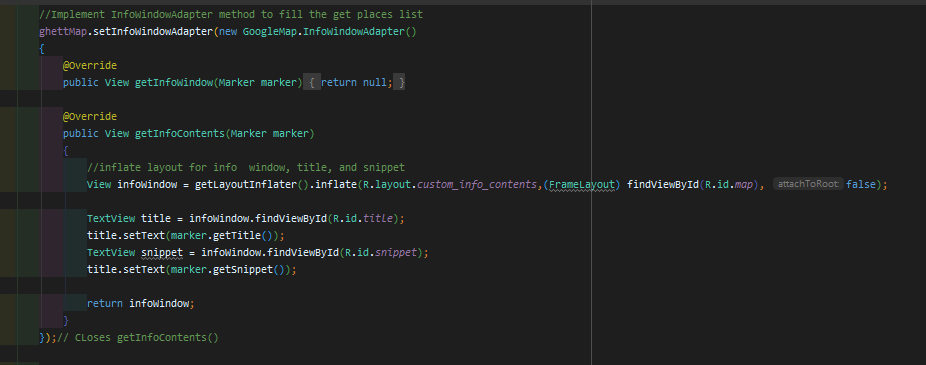 //Implement InfoWindowAdapter method to fill the get places list
ghettMap.setInfoWindowAdapter(new GoogleMap.InfoWindowAdapter()
{
@Override
public View getInfoWindow(Marker marker) { return null; }
@Override
public View getInfoContents(Marker marker)
{
//inflate layout for info  window, title, and snippet
View infoWindow = getLayoutInflater().inflate(R.layout.custom_info_contents,(FrameLayout) findViewById(R.id.map), attachToRoot: false);
TextView title = infoWindow.findViewById(R.id.title);
title.setText(marker.getTitle());
TextView snippet = infoWindow.findViewById(R.id.snippet);
title.setText(marker.getSnippet());
return infoWindow;
}
});// CLoses getInfoContents()